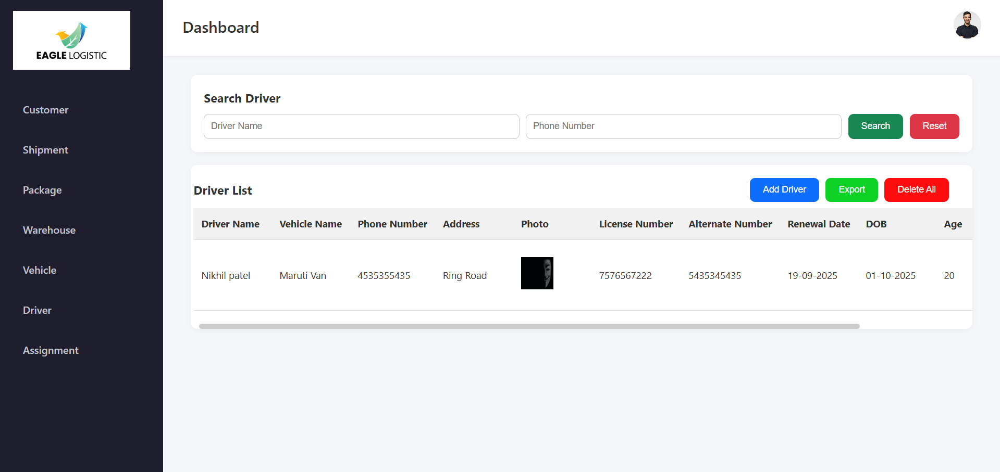 EAGLE LOGISTIC
Customer
Shipment
Package
Warehouse
Vehicle
Driver
Assignment
Dashboard
Search Driver
Driver Name
Phone Number
Search
Reset
Driver List
Add Driver
Export
Delete All
Driver Name Vehicle Name Phone Number Address Photo License Number Alternate Number Renewal Date DOB Age
Nikhil patel Maruti Van 4535355435 Ring Road 7576567222 5435345435 19-09-2025 01-10-2025 20